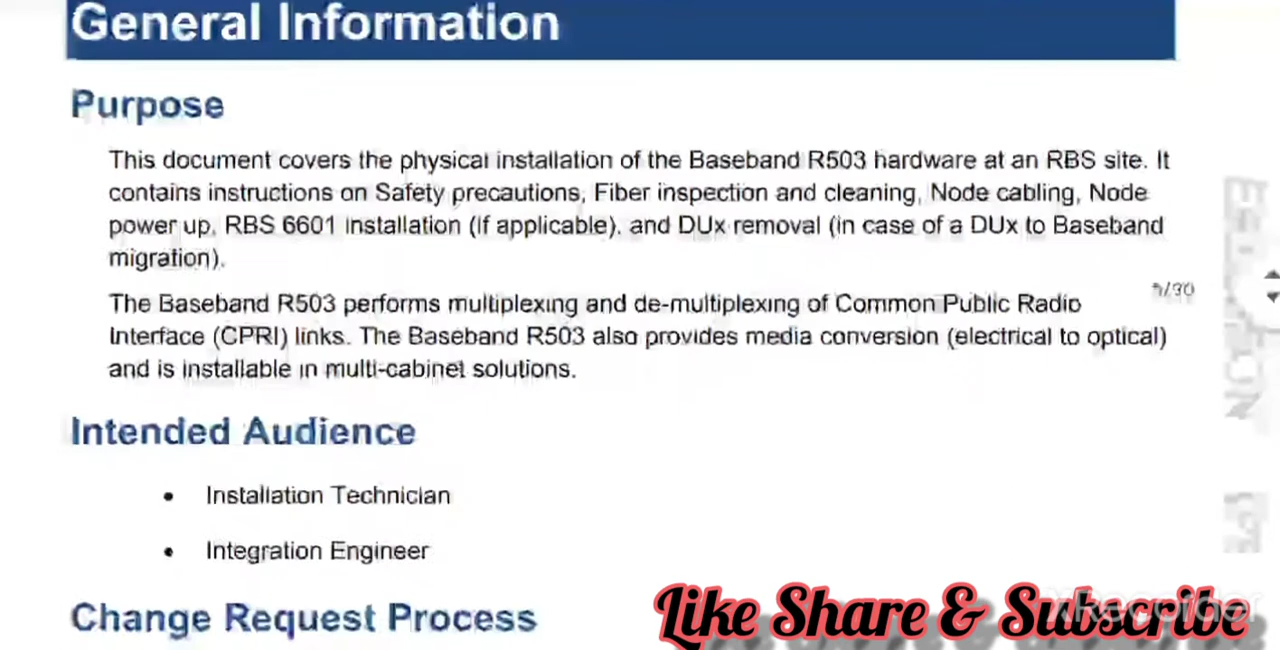 General Information
Purpose
This document covers the physical installation of the Baseband R503 hardware at an RBS site. It
contains instructions on Safety precautions, Fiber inspection and cleaning, Node cabling, Node
power up, RBS 6601 installation (If applicable), and DUx removal (in case of a DUx to Baseband
migration).
The Baseband R503 performs multiplexing and de-multiplexing of Common Public Radio
5/30
Interface (CPRI) links. The Baseband R503 also provides media conversion (electrical to optical)
and is installable in multi-cabinet solutions.
Intended Audience
• Installation Technician
• Integration Engineer
Change Request Process
Like Share & Subscribe
XRecorder